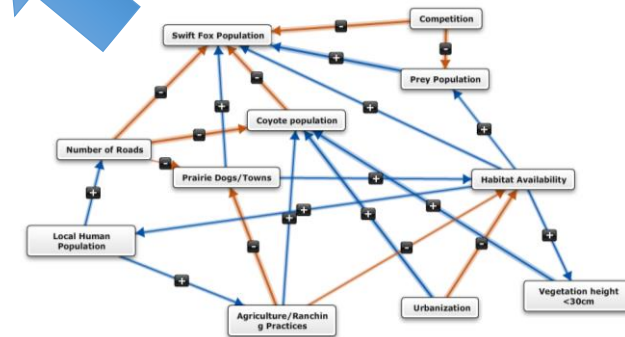 Competition
Swift Fox Population
-
-
+
Prey Population
-
-
+
+
+
Coyote population
+
-
Number of Roads
-
Prairie Dogs/Towns
+
Habitat Availability
+
+
+
+
Local Human
Population
-
-
-
+
+
Agriculture/Ranchin
g Practices
Urbanization
Vegetation height
<30cm